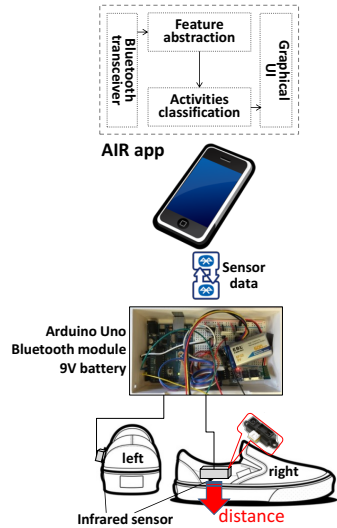 Bluetooth
transceiver
Feature
abstraction
Activities
classification
Graphical
UI
AIR app
Sensor
data
Arduino Uno
Bluetooth module
9V battery
left
right
Infrared sensor
distance